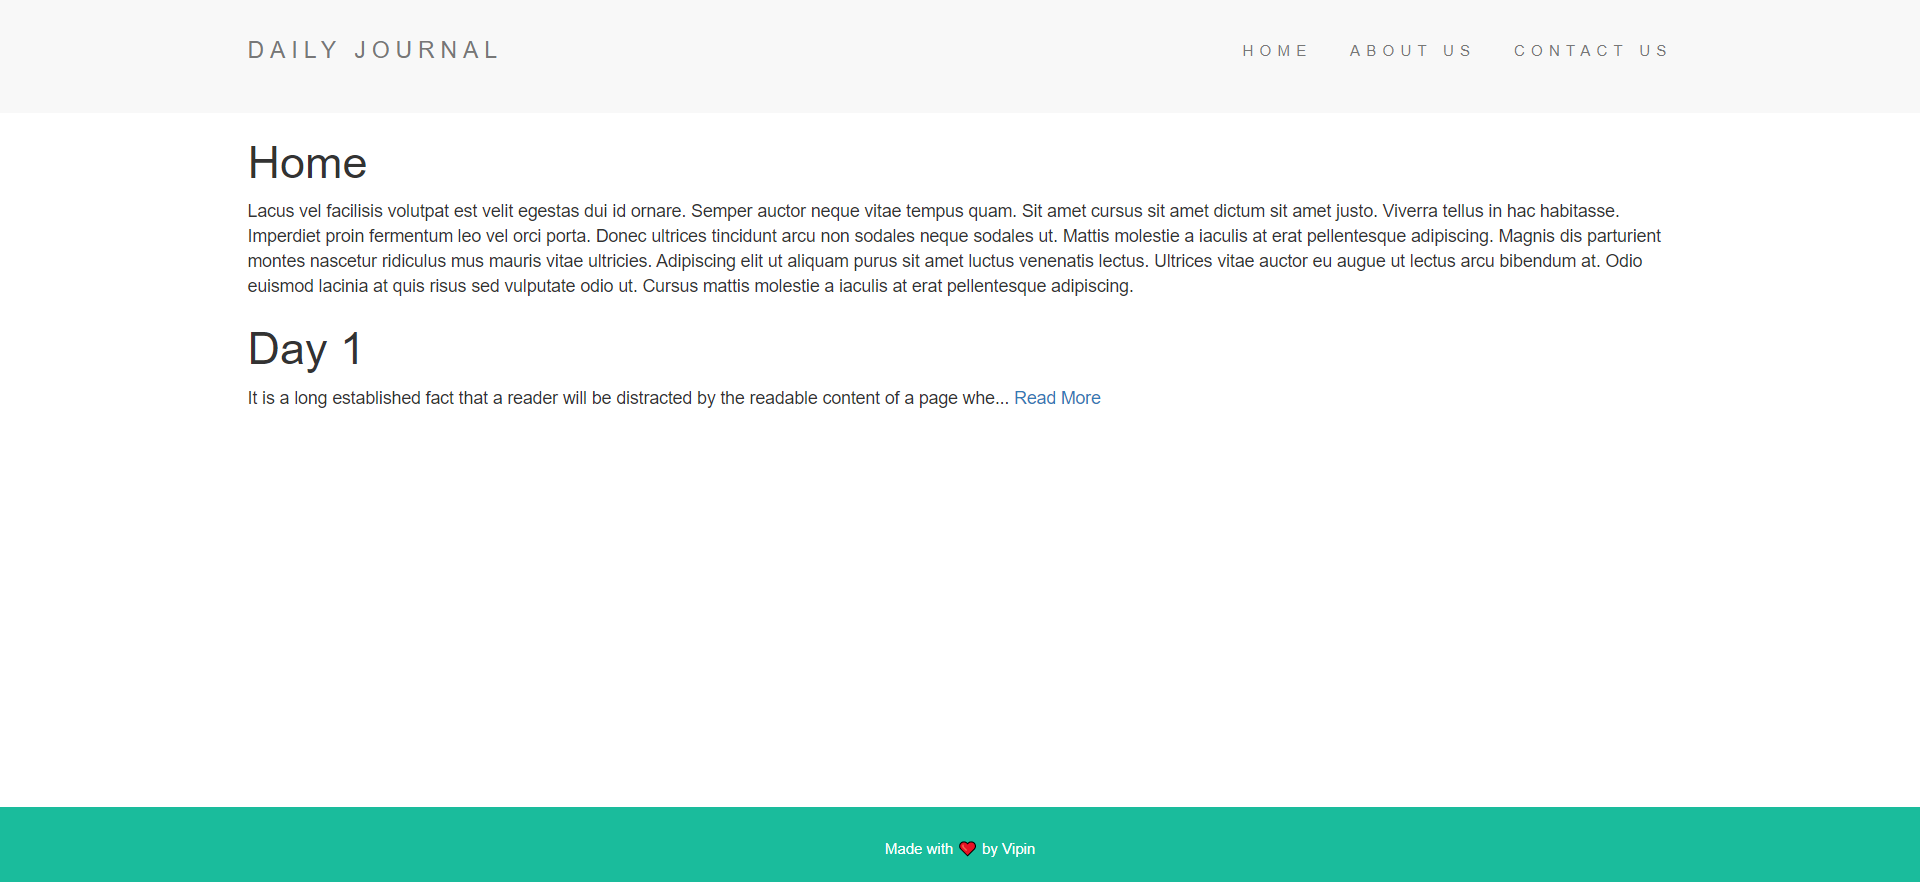 DAILY JOURNAL
HOME ABOUT US CONTACT US
Home
Lacus vel facilisis volutpat est velit egestas dui id ornare. Semper auctor neque vitae tempus quam. Sit amet cursus sit amet dictum sit amet justo. Viverra tellus in hac habitasse.
Imperdiet proin fermentum leo vel orci porta. Donec ultrices tincidunt arcu non sodales neque sodales ut. Mattis molestie a iaculis at erat pellentesque adipiscing. Magnis dis parturient
montes nascetur ridiculus mus mauris vitae ultricies. Adipiscing elit ut aliquam purus sit amet luctus venenatis lectus. Ultrices vitae auctor eu augue ut lectus arcu bibendum at. Odio
euismod lacinia at quis risus sed vulputate odio ut. Cursus mattis molestie a iaculis at erat pellentesque adipiscing.
Day 1
It is a long established fact that a reader will be distracted by the readable content of a page whe... Read More
Made with ❤ by Vipin